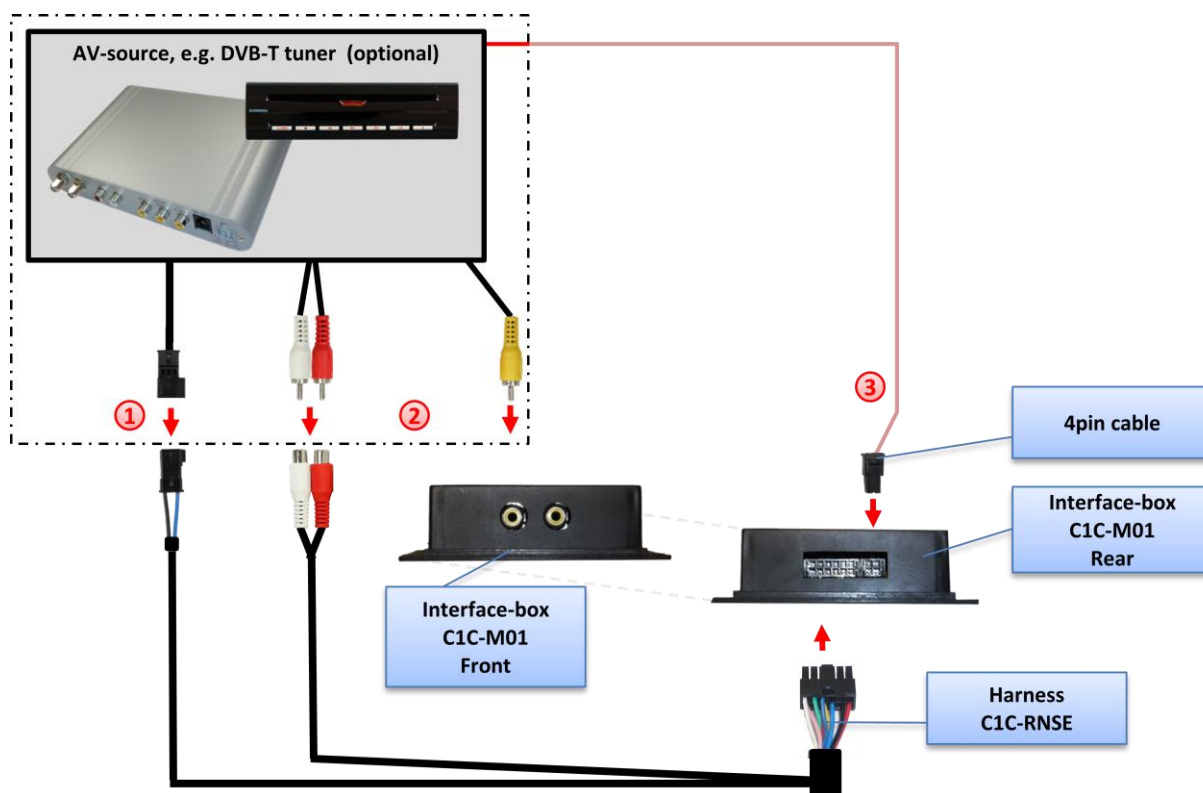 AV-source, e.g. DVB-T tuner (optional)
1
2
3
4pin cable
Interface-box
C1C-M01
Rear
Interface-box
C1C-M01
Front
Harness
C1C-RNSE